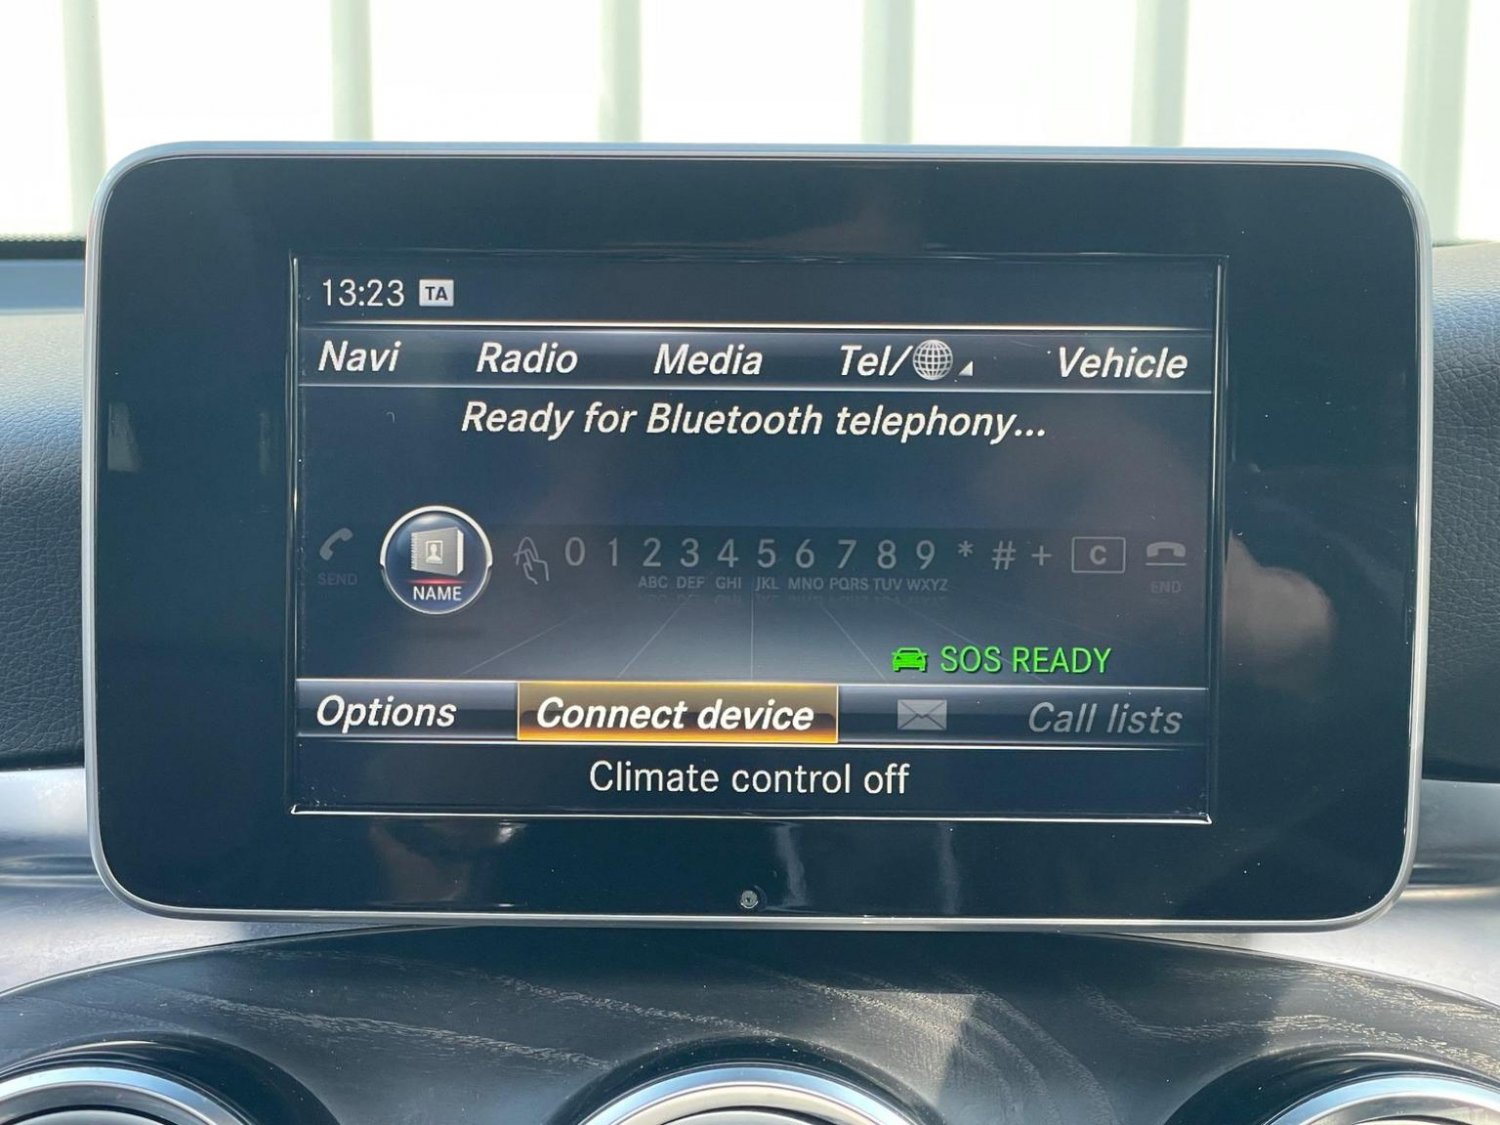 13:23 TA
Navi Radio Media Tel/ Vehicle
Ready for Bluetooth telephony...
0 1 2 3 4 5 6 7 8 9 * # + C
SEND NAME ABC DEF GHI JKL MNO PQRS TUV WXYZ END
SOS READY
Options Connect device Call lists
Climate control off